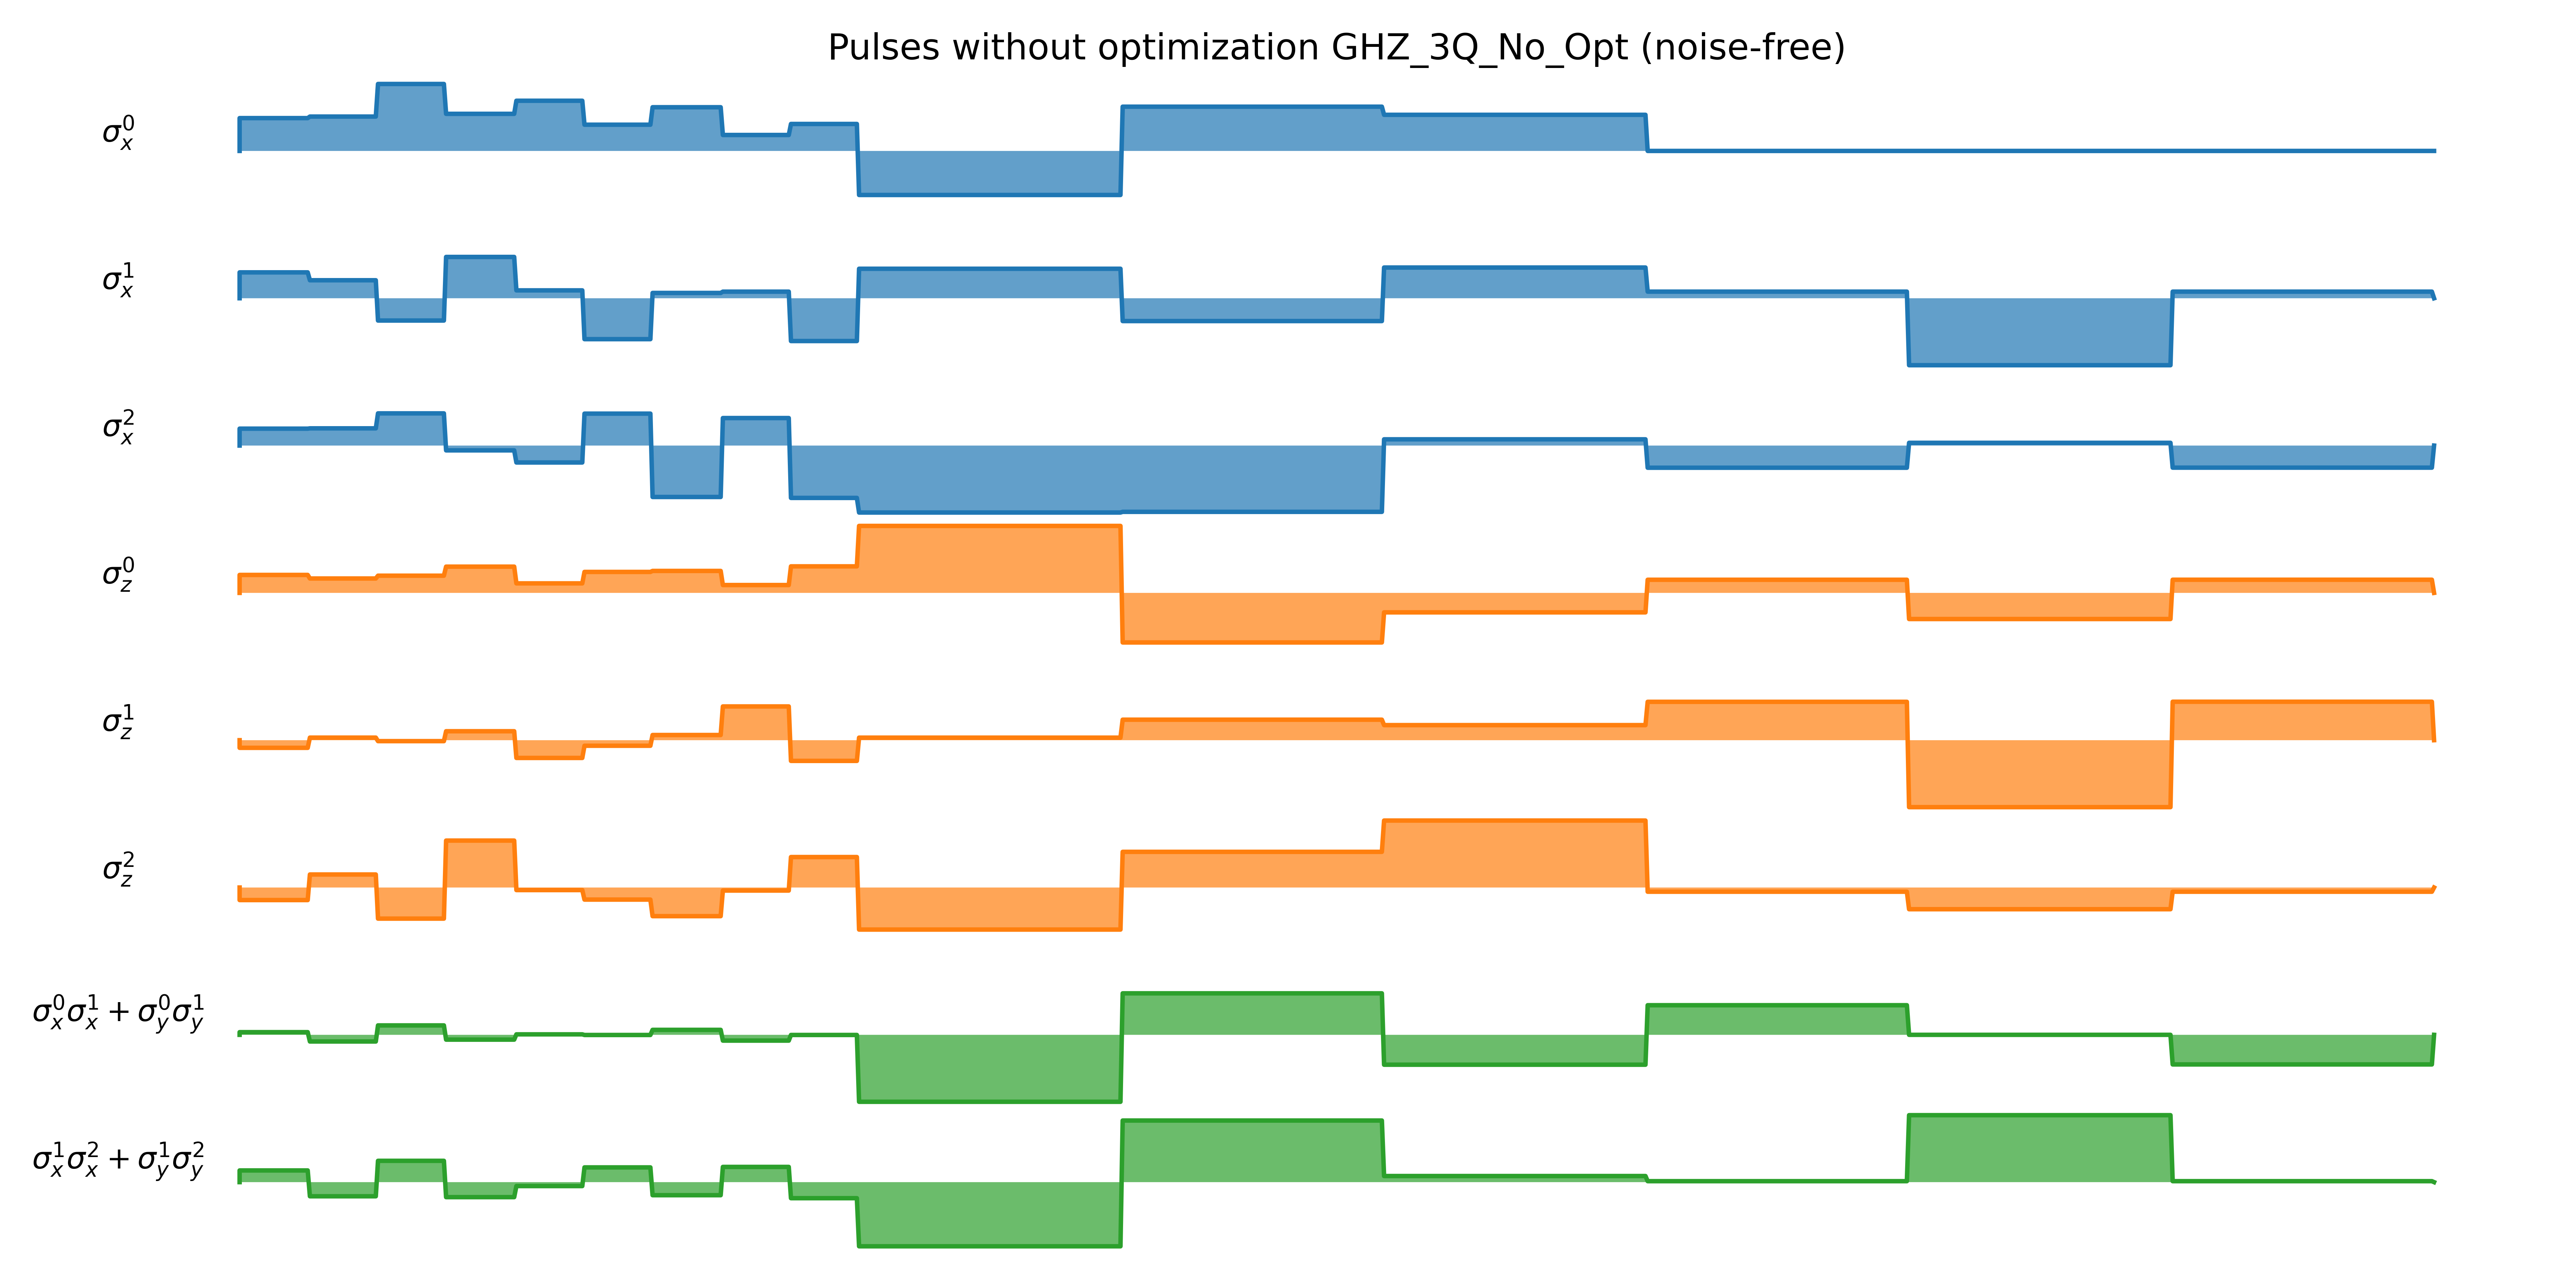 Pulses without optimization GHZ_3Q_No_Opt (noise-free)
σ_x^0
σ_x^1
σ_x^2
σ_z^0
σ_z^1
σ_z^2
σ_x^0σ_x^1 + σ_y^0σ_y^1
σ_x^1σ_x^2 + σ_y^1σ_y^2